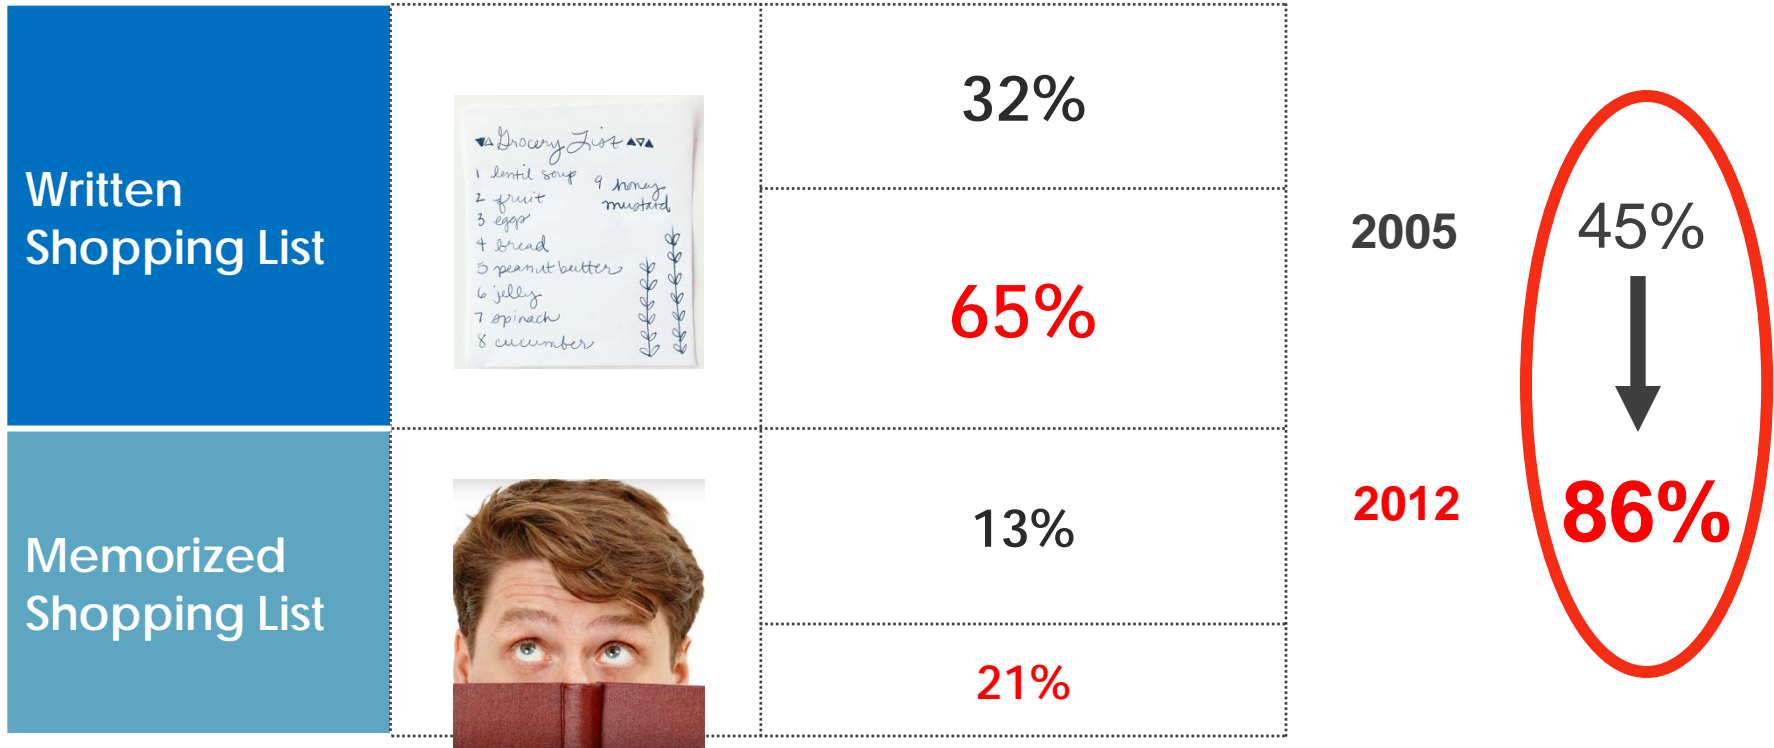 Written
Shopping List
Grocery List
1 lentil soup
2 fruit
3 eggs
4 bread
5 peanut butter
6 jelly
7 spinach
8 cucumber
9 honey
mustard
32%
65%
Memorized
Shopping List
13%
21%
2005
45%
2012
86%